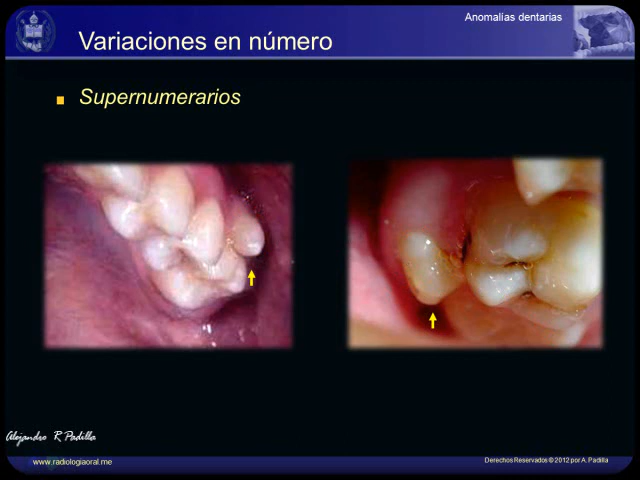 Anomalías dentarias
Variaciones en número
Supernumerarios
Alejandro R Padilla
www.radiologiaoral.me
Derechos Reservados © 2012 por A. Padilla